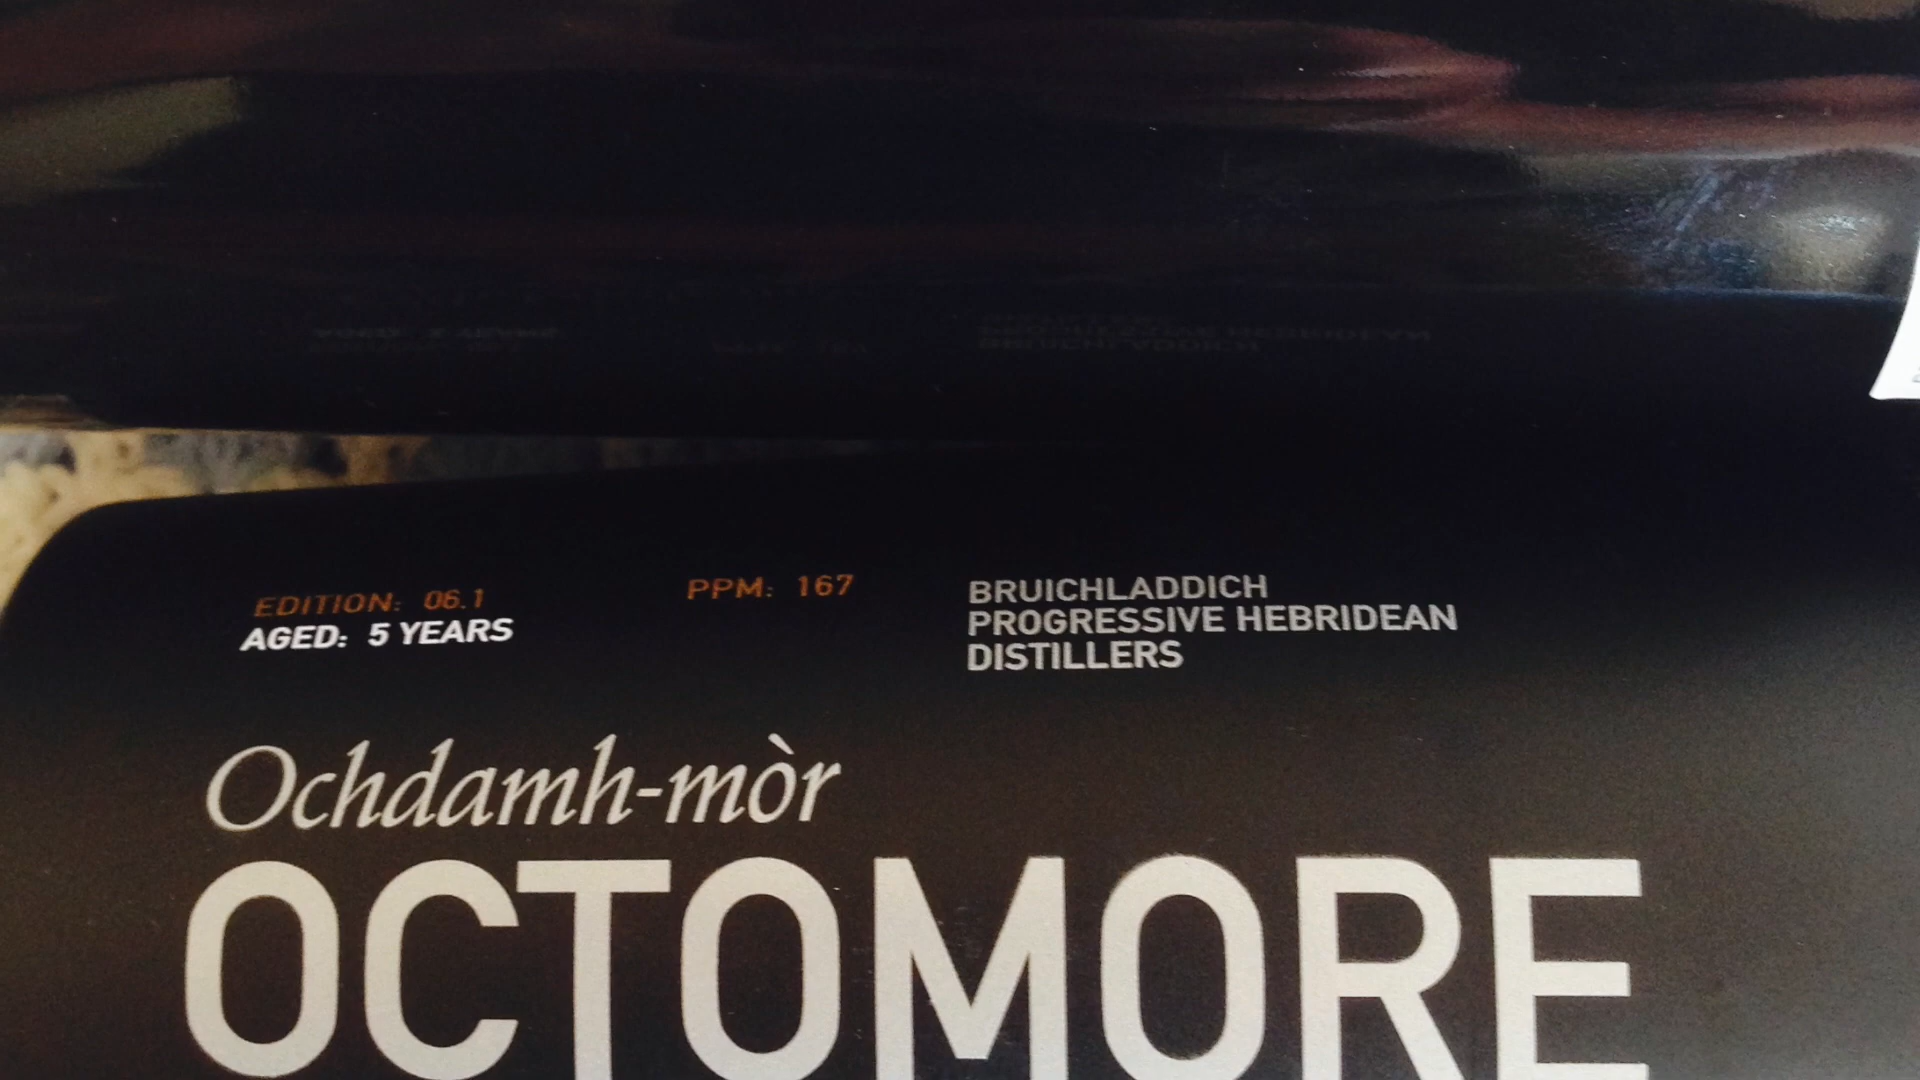 EDITION: 06.1
AGED: 5 YEARS
PPM: 167
BRUICHLADDICH
PROGRESSIVE HEBRIDEAN
DISTILLERS
Ochdamh-mòr
OCTOMORE